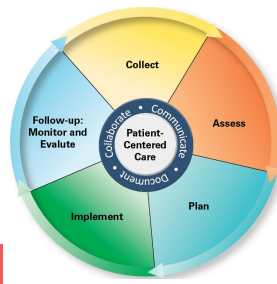 Collect
Assess
Plan
Implement
Follow-up:
Monitor and
Evalute
Collaborate • Communicate • Document •
Patient-
Centered
Care